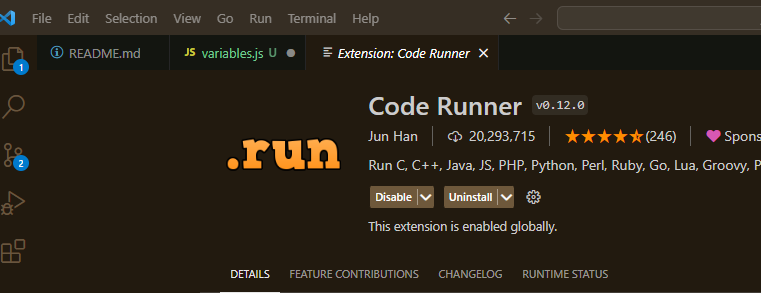 File Edit Selection View Go Run Terminal Help
README.md JS variables.js U Extension: Code Runner
1
Code Runner v0.12.0
Jun Han 20,293,715 (246)
.run
2
Run C, C++, Java, JS, PHP, Python, Perl, Ruby, Go, Lua, Groovy,
Disable Uninstall
This extension is enabled globally.
DETAILS FEATURE CONTRIBUTIONS CHANGELOG RUNTIME STATUS